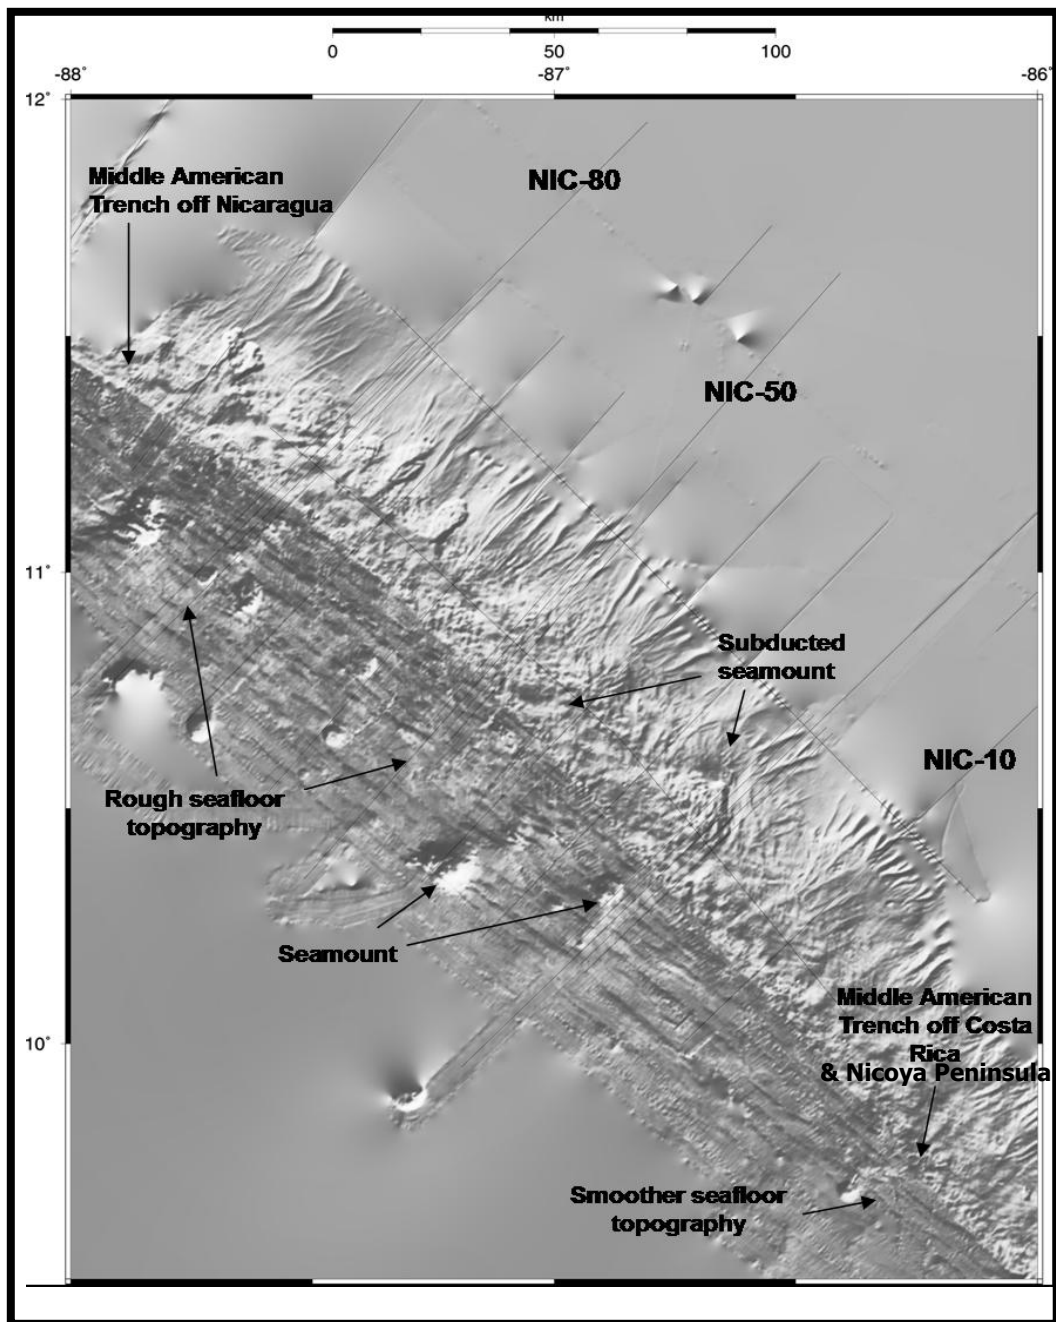 km
0 50 100
-88° -87° -86°
12°
NIC-80
Middle American
Trench off Nicaragua
NIC-50
11°
Subducted
seamount
NIC-10
Rough seafloor
topography
Seamount
Middle American
Trench off Costa
Rica
& Nicoya Peninsula
10°
Smoother seafloor
topography